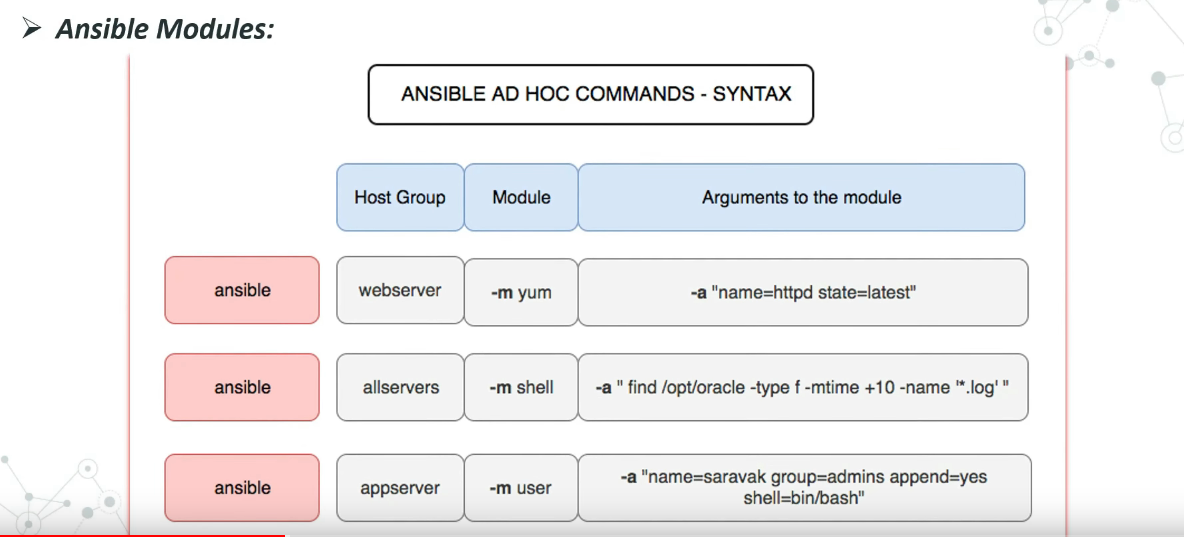 Ansible Modules:
ANSIBLE AD HOC COMMANDS - SYNTAX
Host Group Module Arguments to the module
ansible webserver -m yum -a "name=httpd state=latest"
ansible allservers -m shell -a " find /opt/oracle -type f -mtime +10 -name '*.log' "
ansible appserver -m user -a "name=saravak group=admins append=yes
shell=bin/bash"